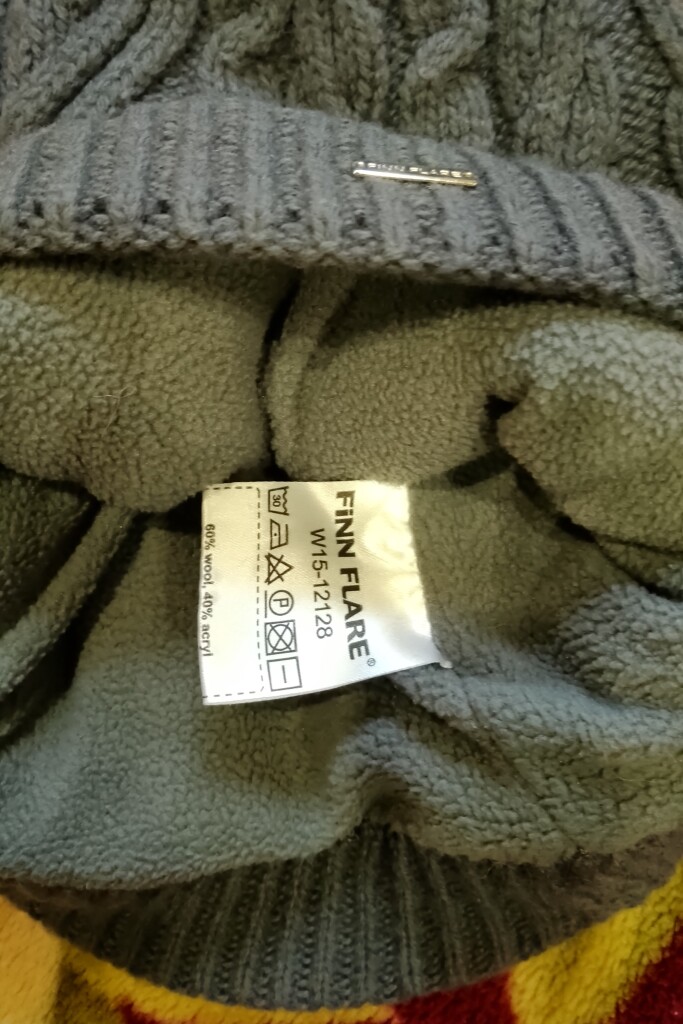 FiNN FLARE®
W15-12128
30
P
60% wool, 40% acryl